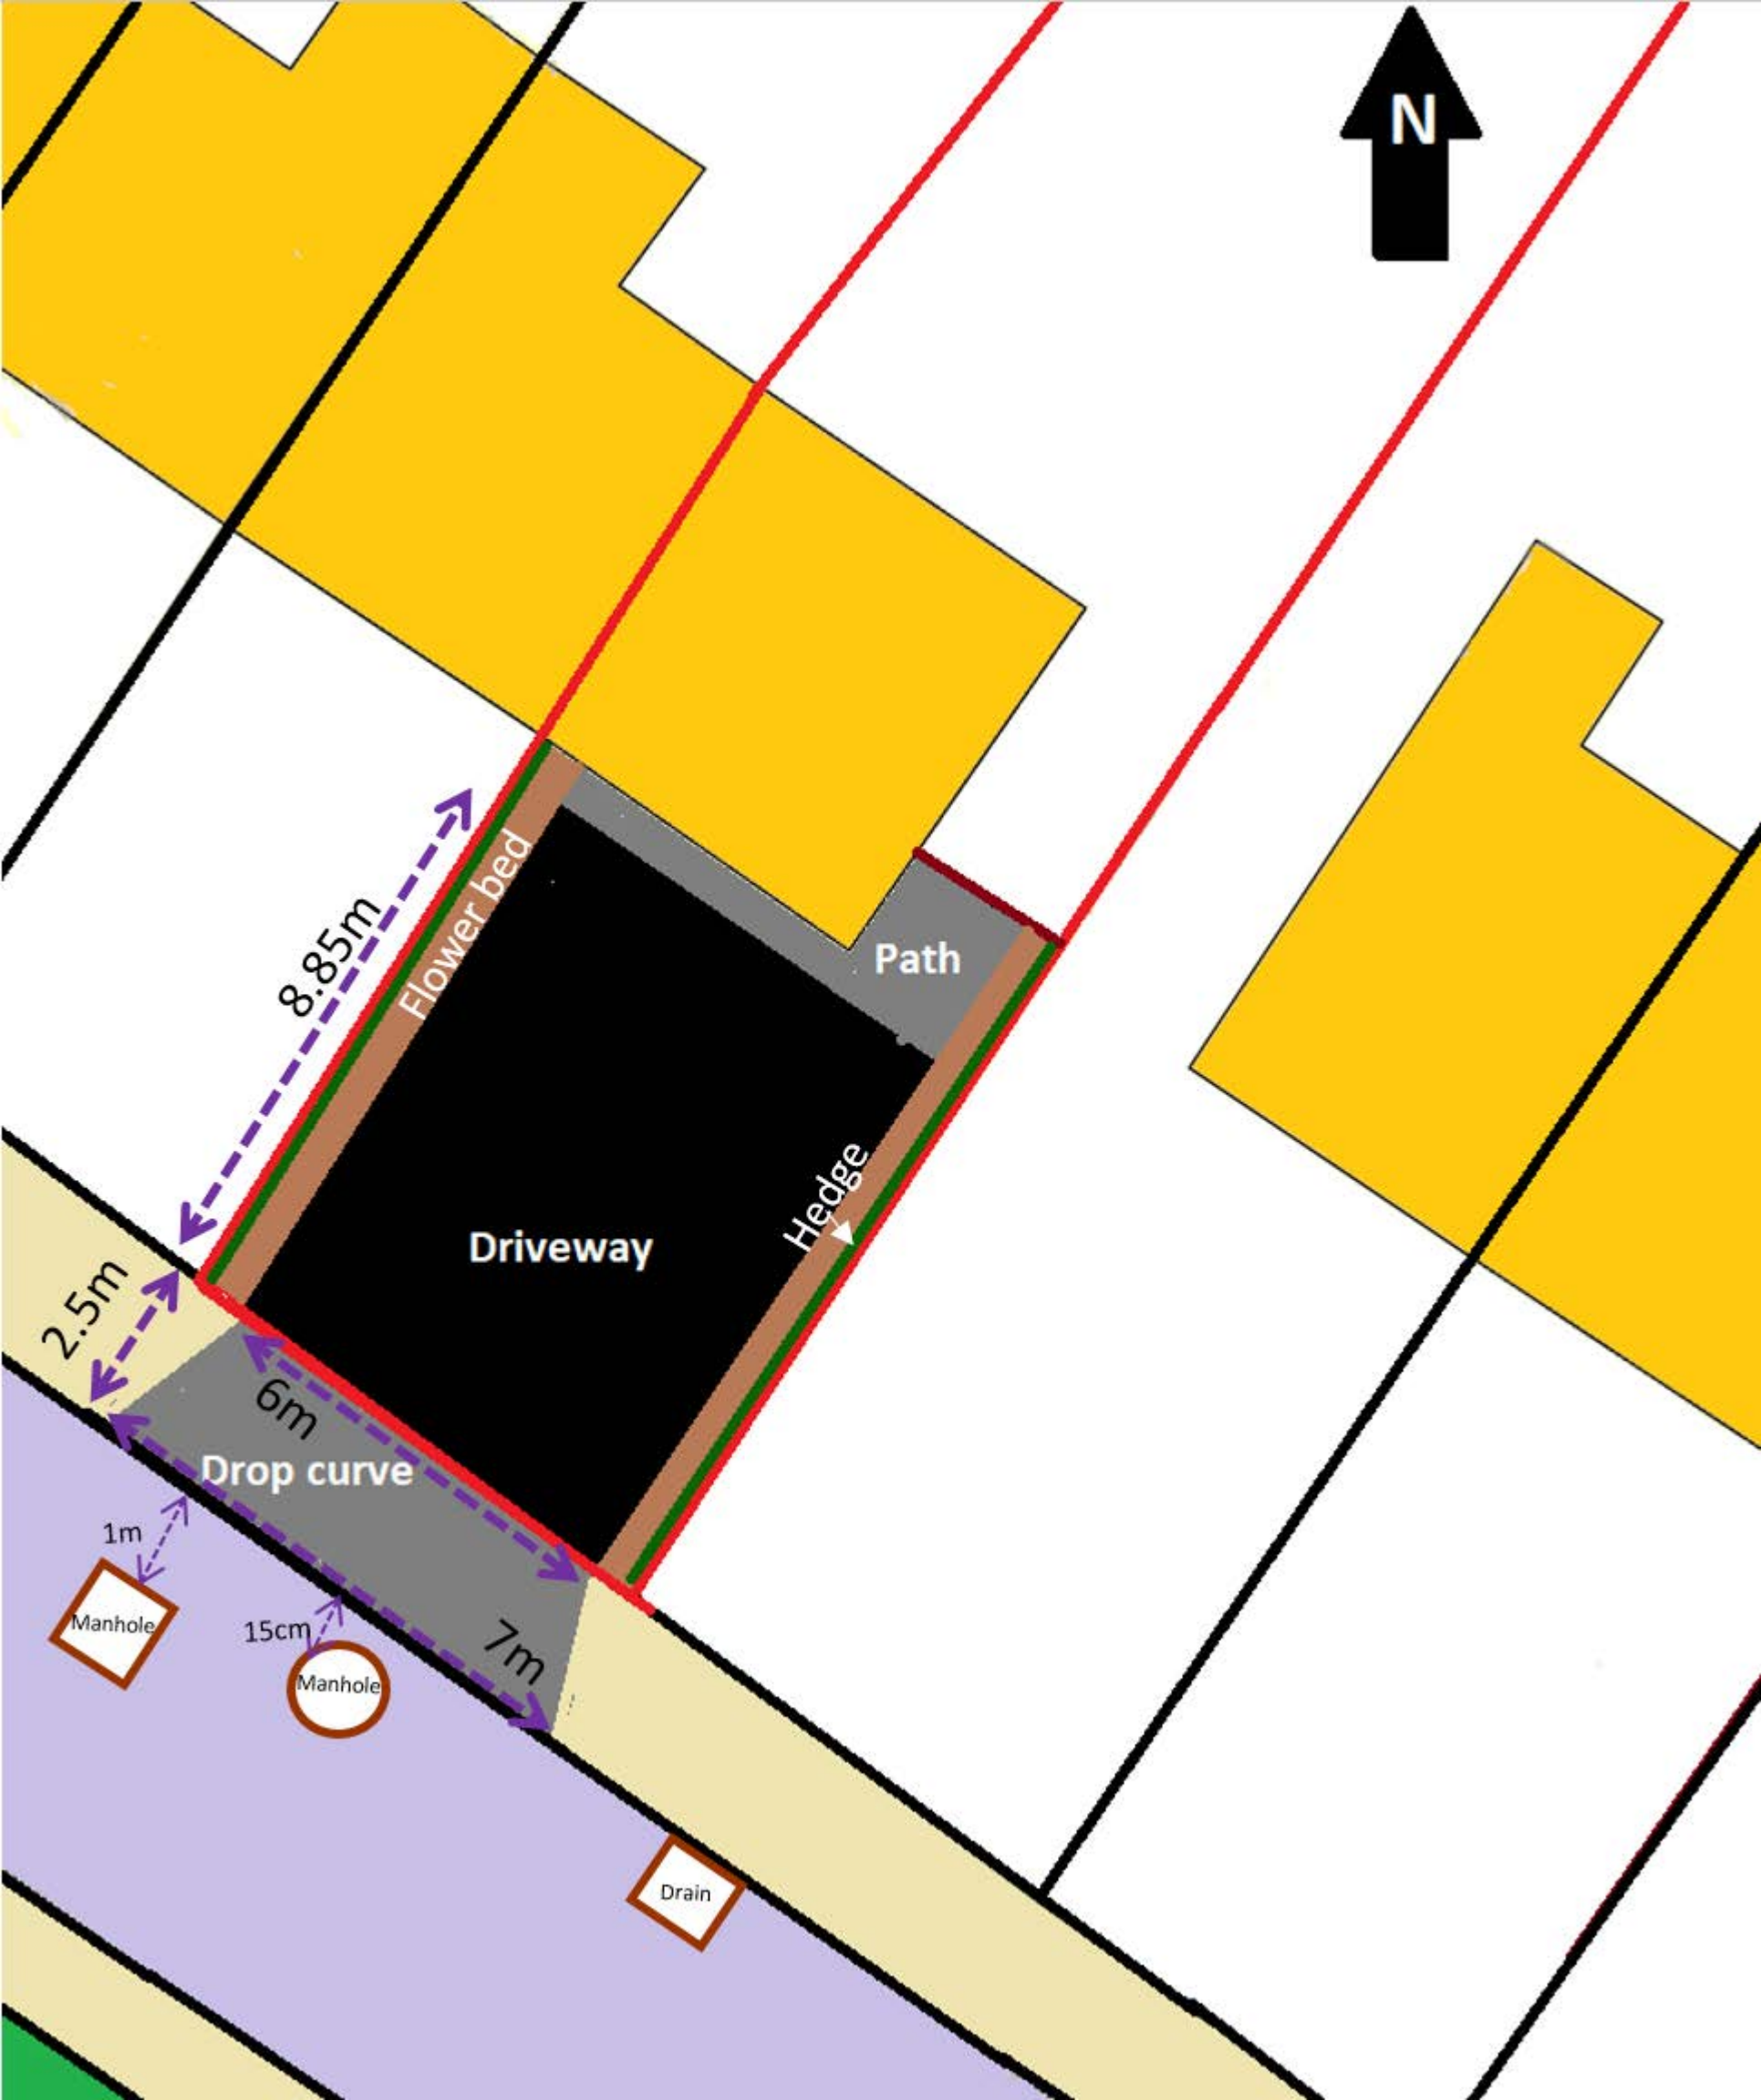 N
Flower bed
8.85m
Path
Hedge
Driveway
2.5m
6m
Drop curve
1m
7m
Manhole
15cm
Manhole
Drain